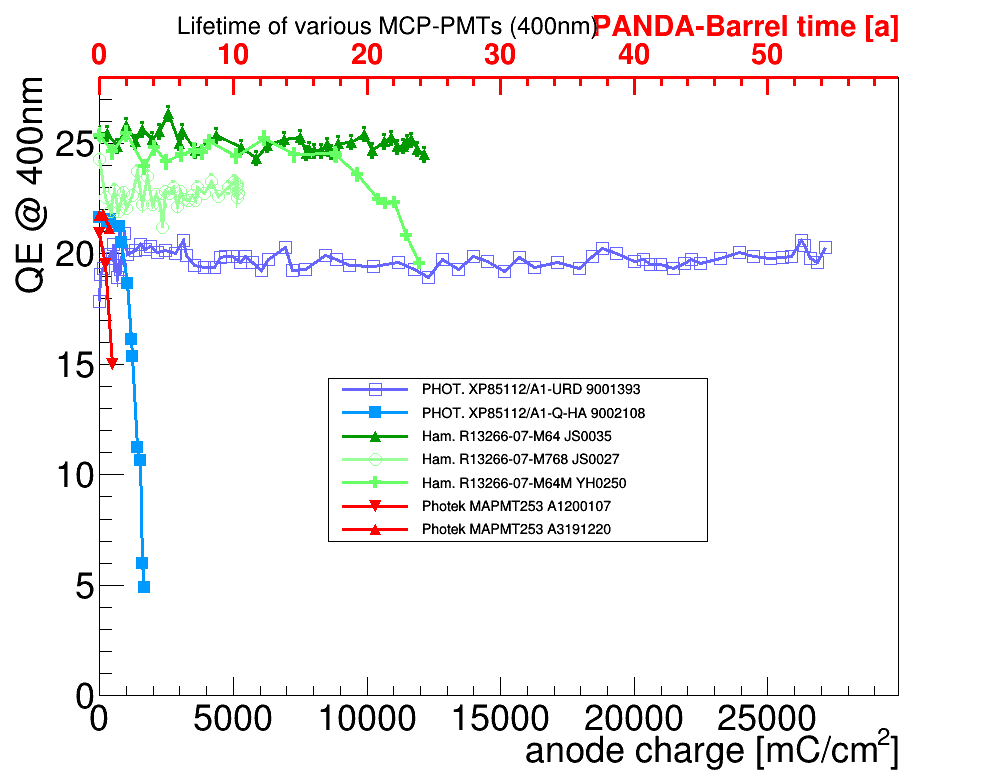 Lifetime of various MCP-PMTs (400nm)
PANDA-Barrel time [a]
0 10 20 30 40 50
QE @ 400nm
25
20
15
10
5
0
PHOT. XP85112/A1-URD 9001393
PHOT. XP85112/A1-Q-HA 9002108
Ham. R13266-07-M64 JS0035
Ham. R13266-07-M768 JS0027
Ham. R13266-07-M64M YH0250
Photek MAPMT253 A1200107
Photek MAPMT253 A3191220
0 5000 10000 15000 20000 25000
anode charge [mC/cm²]